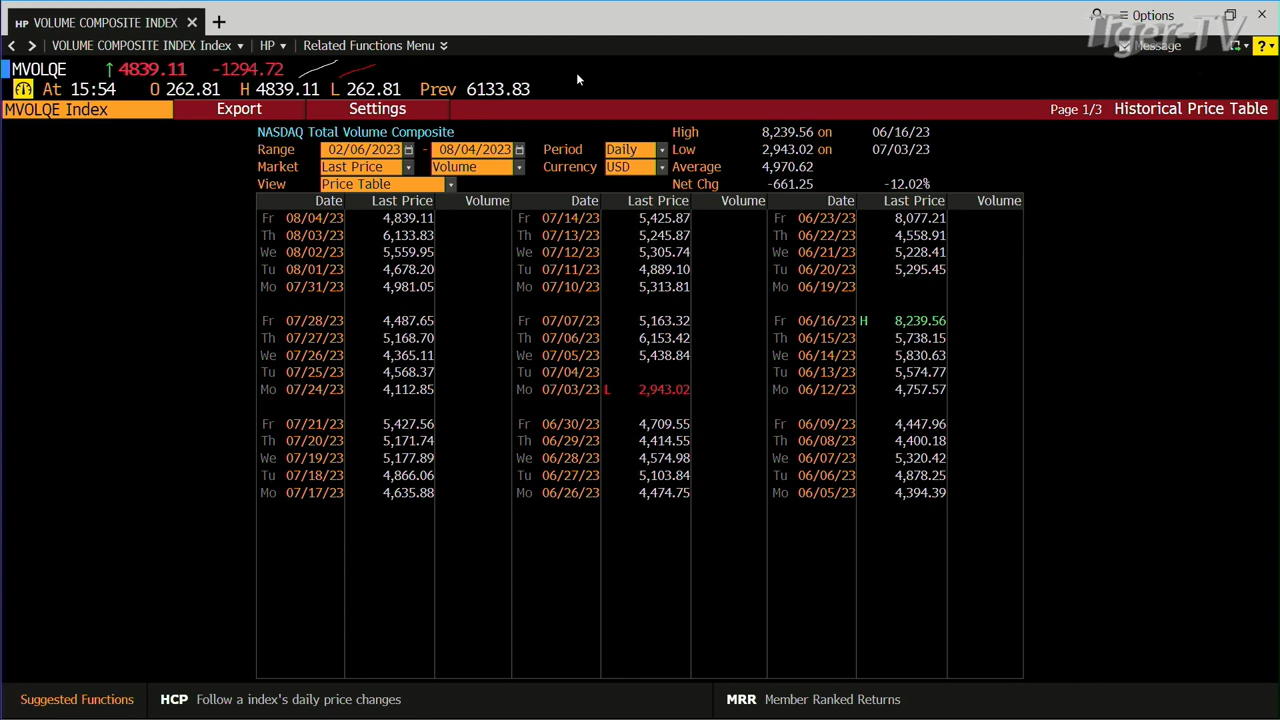 HP VOLUME COMPOSITE INDEX × +
Options
VOLUME COMPOSITE INDEX Index HP Related Functions Menu
Message
Tiger-TV
MVOLQE ↑ 4839.11 -1294.72
At 15:54 O 262.81 H 4839.11 L 262.81 Prev 6133.83
MVOLQE Index Export Settings Page 1/3 Historical Price Table
NASDAQ Total Volume Composite High 8,239.56 on 06/16/23
Range 02/06/2023 - 08/04/2023 Period Daily Low 2,943.02 on 07/03/23
Market Last Price Volume Currency USD Average 4,970.62
View Price Table Net Chg -661.25 -12.02%
Date Last Price Volume Date Last Price Volume Date Last Price Volume
Fr 08/04/23 4,839.11 Fr 07/14/23 5,425.87 Fr 06/23/23 8,077.21
Th 08/03/23 6,133.83 Th 07/13/23 5,245.87 Th 06/22/23 4,558.91
We 08/02/23 5,559.95 We 07/12/23 5,305.74 We 06/21/23 5,228.41
Tu 08/01/23 4,678.20 Tu 07/11/23 4,889.10 Tu 06/20/23 5,295.45
Mo 07/31/23 4,981.05 Mo 07/10/23 5,313.81 Mo 06/19/23
Fr 07/28/23 4,487.65 Fr 07/07/23 5,163.32 Fr 06/16/23 H 8,239.56
Th 07/27/23 5,168.70 Th 07/06/23 6,153.42 Th 06/15/23 5,738.15
We 07/26/23 4,365.11 We 07/05/23 5,438.84 We 06/14/23 5,830.63
Tu 07/25/23 4,568.37 Tu 07/04/23 Tu 06/13/23 5,574.77
Mo 07/24/23 4,112.85 Mo 07/03/23 L 2,943.02 Mo 06/12/23 4,757.57
Fr 07/21/23 5,427.56 Fr 06/30/23 4,709.55 Fr 06/09/23 4,447.96
Th 07/20/23 5,171.74 Th 06/29/23 4,414.55 Th 06/08/23 4,400.18
We 07/19/23 5,177.89 We 06/28/23 4,574.98 We 06/07/23 5,320.42
Tu 07/18/23 4,866.06 Tu 06/27/23 5,103.84 Tu 06/06/23 4,878.25
Mo 07/17/23 4,635.88 Mo 06/26/23 4,474.75 Mo 06/05/23 4,394.39
Suggested Functions HCP Follow a index's daily price changes MRR Member Ranked Returns